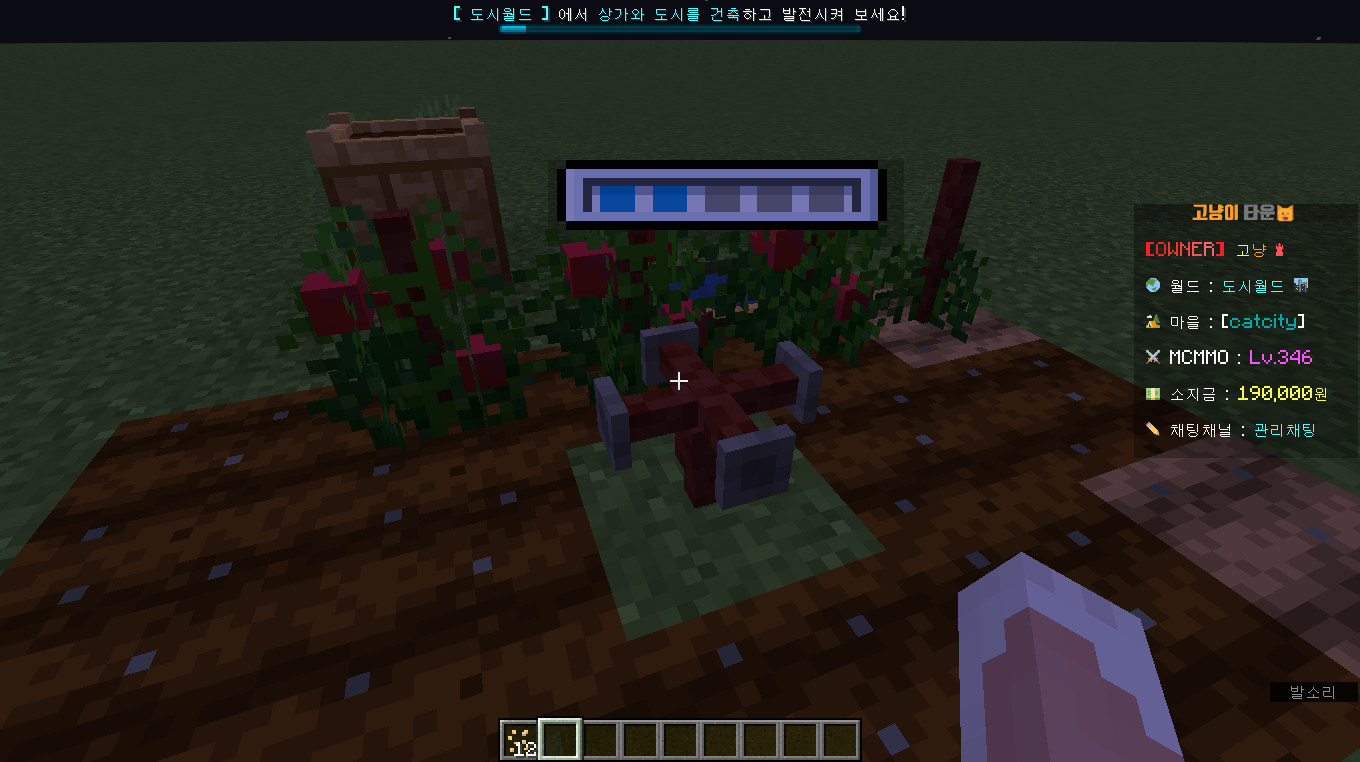 [ 도시월드 ] 에서 상가와 도시를 건축하고 발전시켜 보세요!
고냥이 타운
[OWNER] 고냥
월드 : 도시월드
마을 : [catcity]
MCMMO : Lv.346
소지금 : 190,000원
채팅채널 : 관리채팅
발소리
12